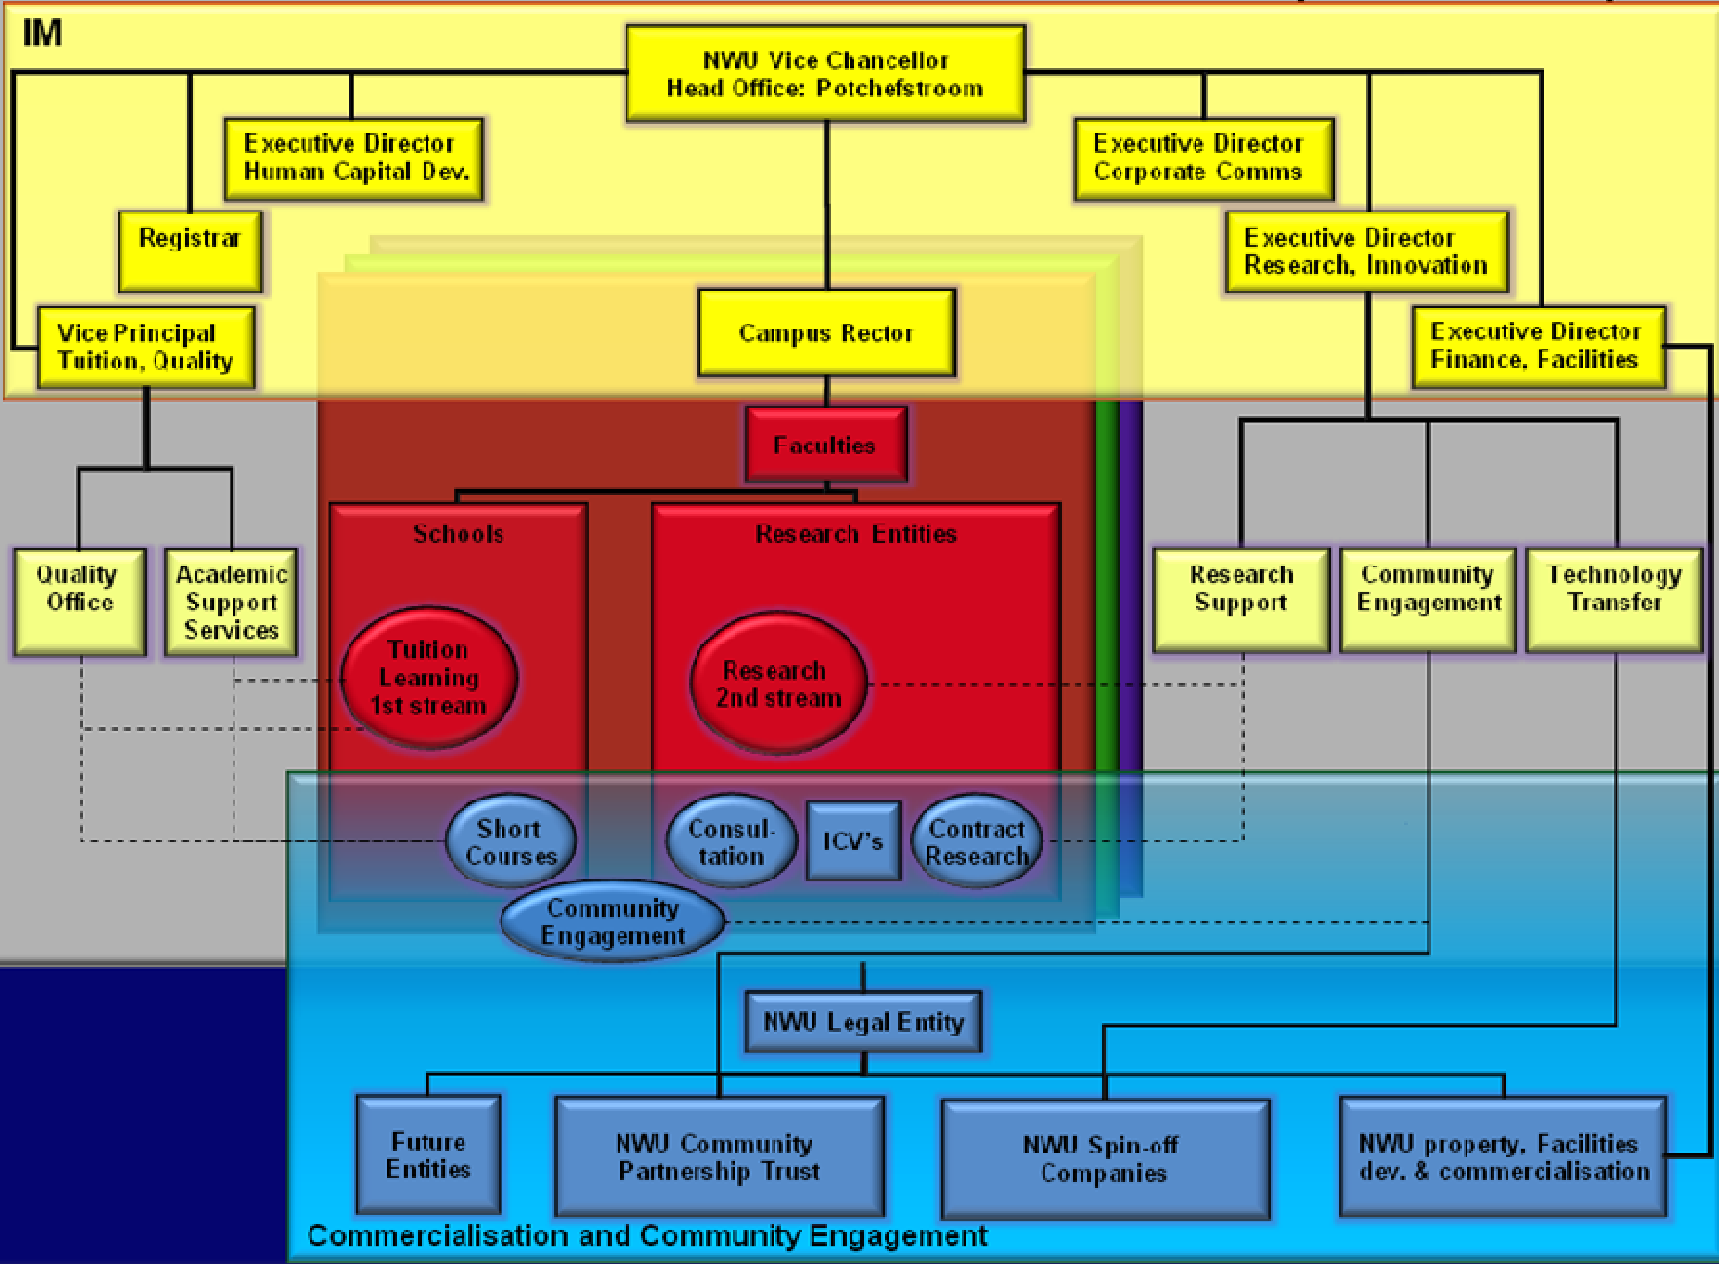 IM
NWU Vice Chancellor
Head Office: Potchefstroom
Executive Director
Human Capital Dev.
Executive Director
Corporate Comms
Registrar
Executive Director
Research, Innovation
Vice Principal
Tuition, Quality
Campus Rector
Executive Director
Finance, Facilities
Faculties
Schools
Research Entities
Quality
Office
Academic
Support
Services
Research
Support
Community
Engagement
Technology
Transfer
Tuition
Learning
1st stream
Research
2nd stream
Short
Courses
Consul-
tation
ICV's
Contract
Research
Community
Engagement
NWU Legal Entity
Future
Entities
NWU Community
Partnership Trust
NWU Spin-off
Companies
NWU property, Facilities
dev. & commercialisation
Commercialisation and Community Engagement